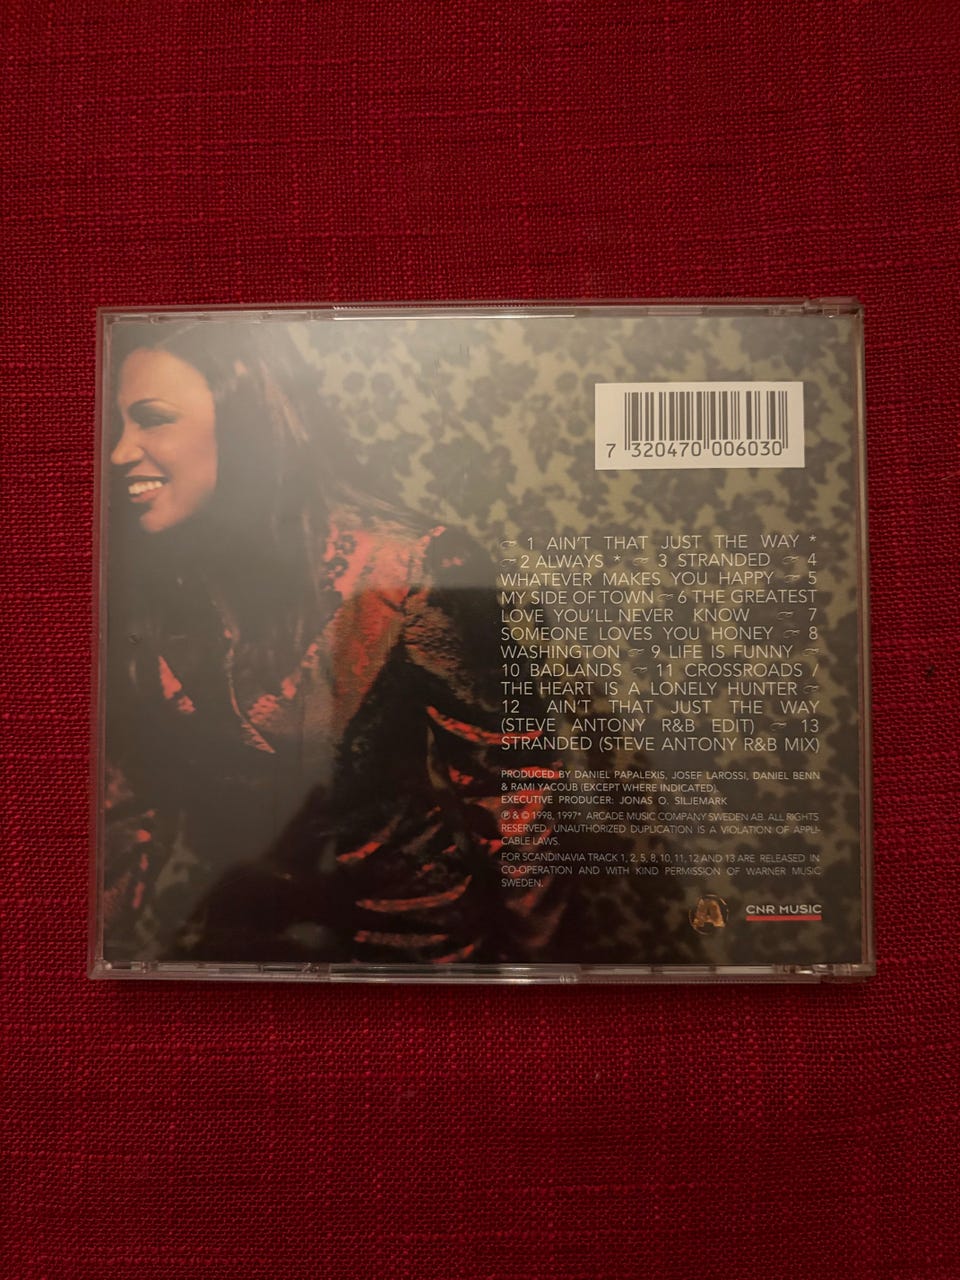 7 320470 006030
1 AIN'T THAT JUST THE WAY *
2 ALWAYS * 3 STRANDED 4
WHATEVER MAKES YOU HAPPY 5
MY SIDE OF TOWN 6 THE GREATEST
LOVE YOU'LL NEVER KNOW 7
SOMEONE LOVES YOU HONEY 8
WASHINGTON 9 LIFE IS FUNNY
10 BADLANDS 11 CROSSROADS /
THE HEART IS A LONELY HUNTER
12 AIN'T THAT JUST THE WAY
(STEVE ANTONY R&B EDIT) 13
STRANDED (STEVE ANTONY R&B MIX)
PRODUCED BY DANIEL PAPALEXIS, JOSEF LAROSSI, DANIEL BENN
& RAMI YACOUB (EXCEPT WHERE INDICATED).
EXECUTIVE PRODUCER: JONAS O. SILJEMARK
℗ & © 1998, 1997* ARCADE MUSIC COMPANY SWEDEN AB. ALL RIGHTS
RESERVED. UNAUTHORIZED DUPLICATION IS A VIOLATION OF APPLI-
CABLE LAWS.
FOR SCANDINAVIA TRACK 1, 2, 5, 8, 10, 11, 12 AND 13 ARE RELEASED IN
CO-OPERATION AND WITH KIND PERMISSION OF WARNER MUSIC
SWEDEN.
A CNR MUSIC